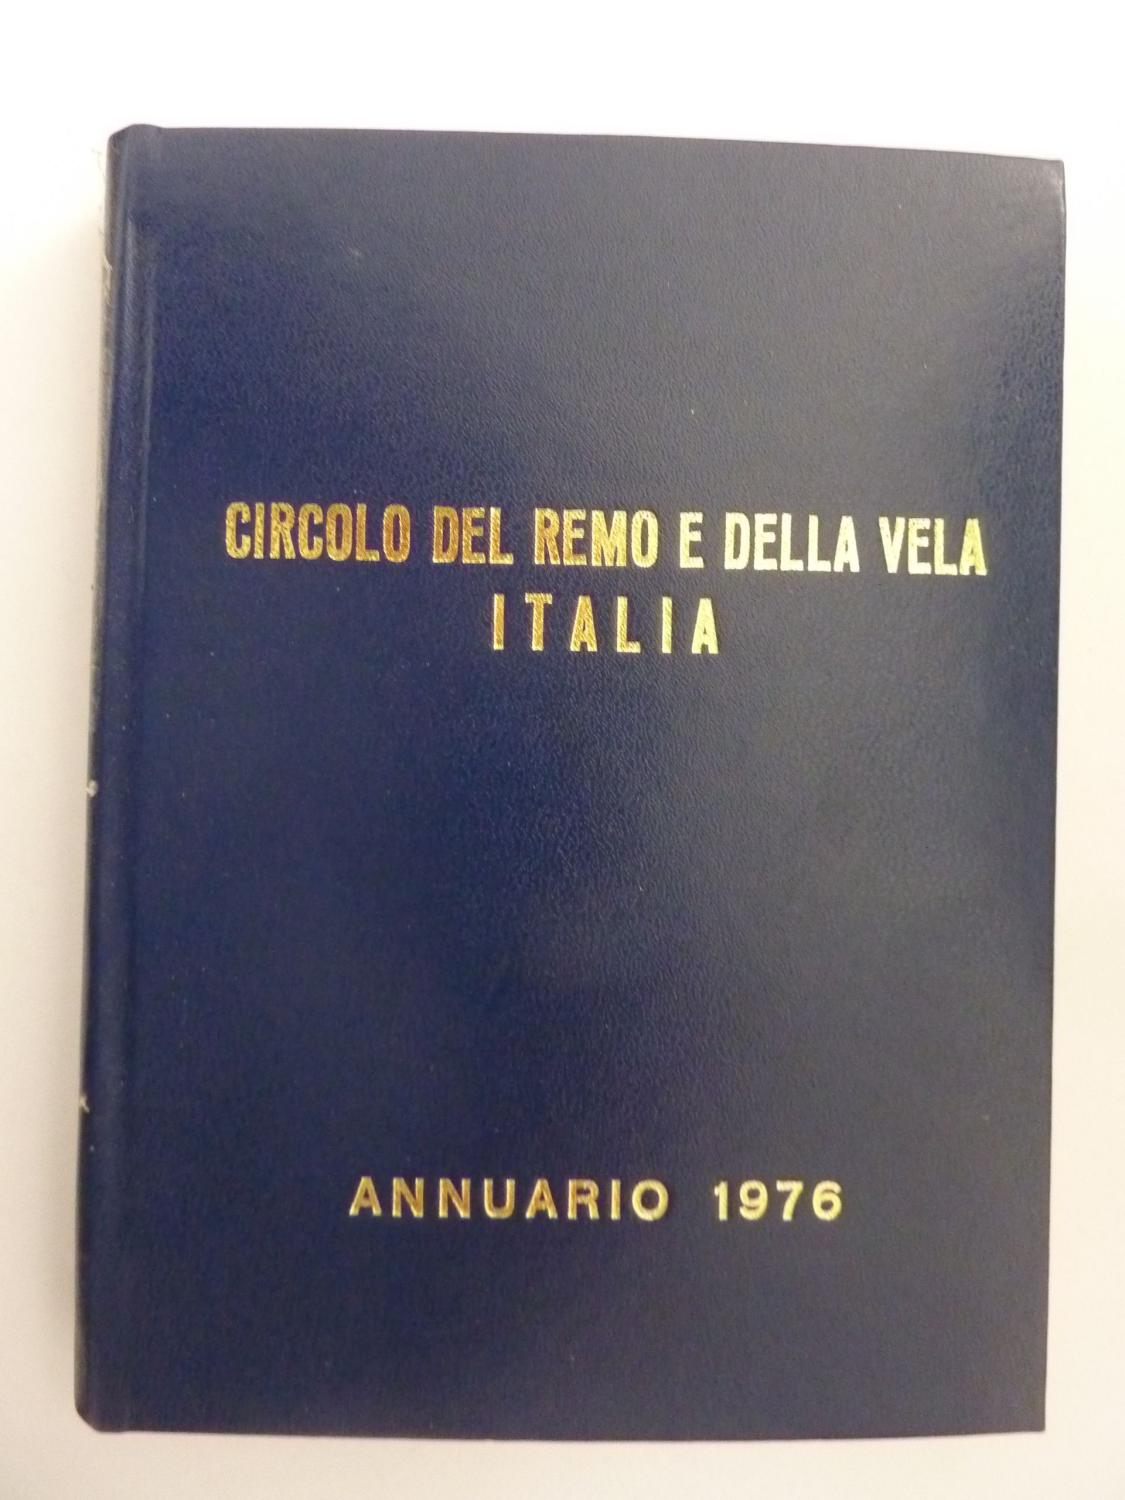 CIRCOLO DEL REMO E DELLA VELA
ITALIA
ANNUARIO 1976